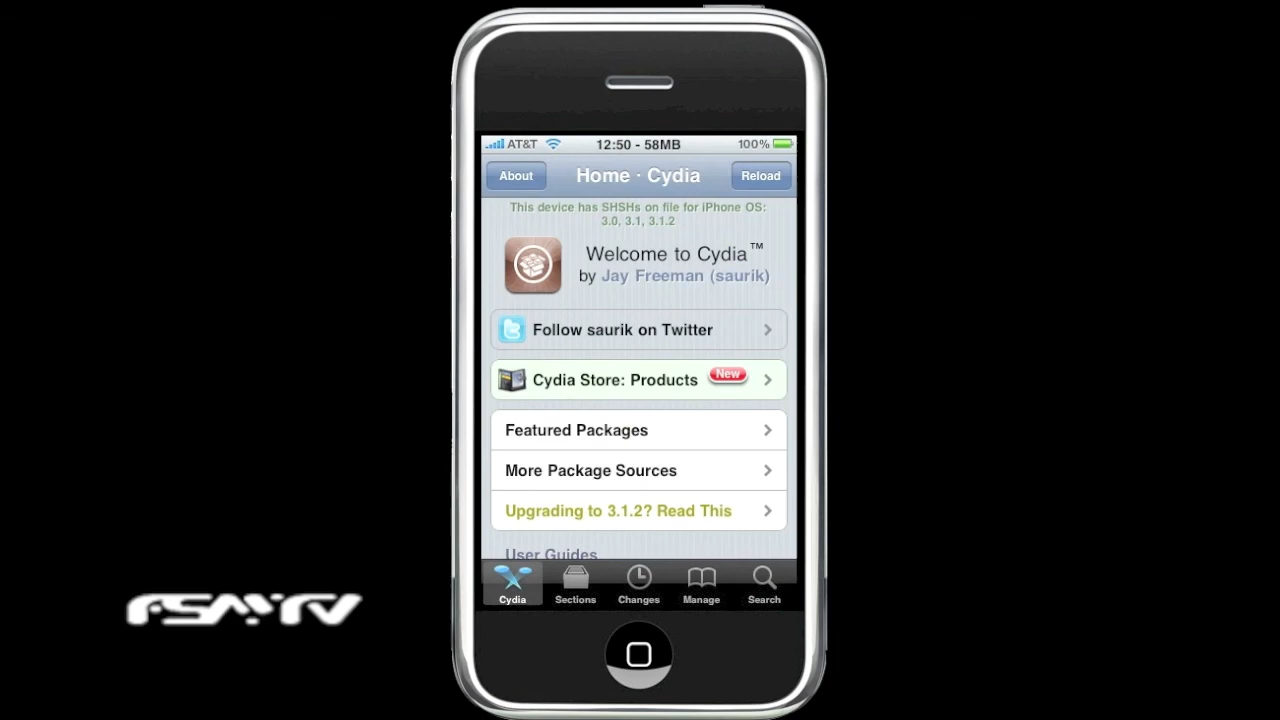 AT&T 12:50 - 58MB 100%
About Home · Cydia Reload
This device has SHSHs on file for iPhone OS:
3.0, 3.1, 3.1.2
Welcome to Cydia™
by Jay Freeman (saurik)
Follow saurik on Twitter
Cydia Store: Products New
Featured Packages
More Package Sources
Upgrading to 3.1.2? Read This
User Guides
Cydia Sections Changes Manage Search